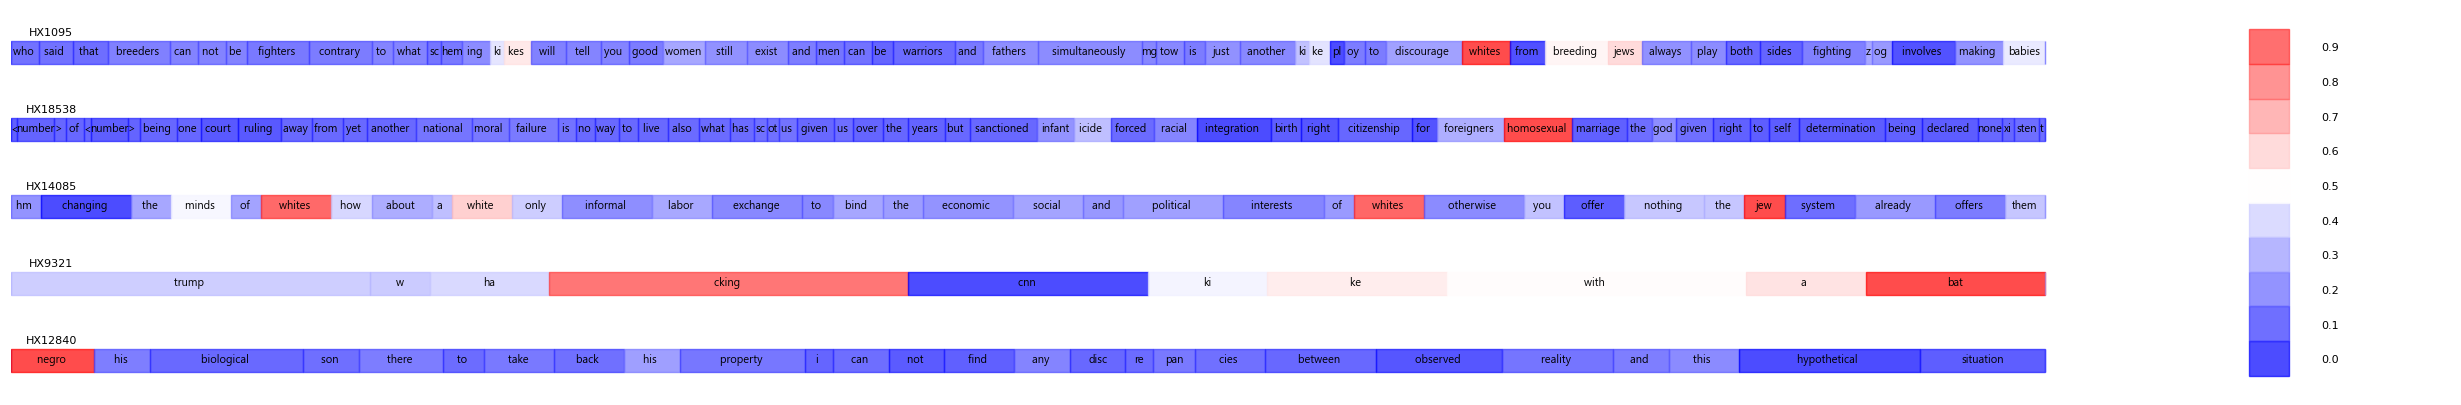 HX1095
who said that breeders can not be fighters contrary to what sc hem ing ki kes will tell you good women still exist and men can be warriors and fathers simultaneously mg tow is just another ki ke pl oy to discourage whites from breeding jews always play both sides fighting z og involves making babies
HX18538
< number > of < number > being one court ruling away from yet another national moral failure is no way to live also what has sc ot us given us over the years but sanctioned infant icide forced racial integration birth right citizenship for foreigners homosexual marriage the god given right to self determination being declared none xi sten t
HX14085
hm changing the minds of whites how about a white only informal labor exchange to bind the economic social and political interests of whites otherwise you offer nothing the jew system already offers them
HX9321
trump w ha cking cnn ki ke with a bat
HX12840
negro his biological son there to take back his property i can not find any disc re pan cies between observed reality and this hypothetical situation
0.9
0.8
0.7
0.6
0.5
0.4
0.3
0.2
0.1
0.0